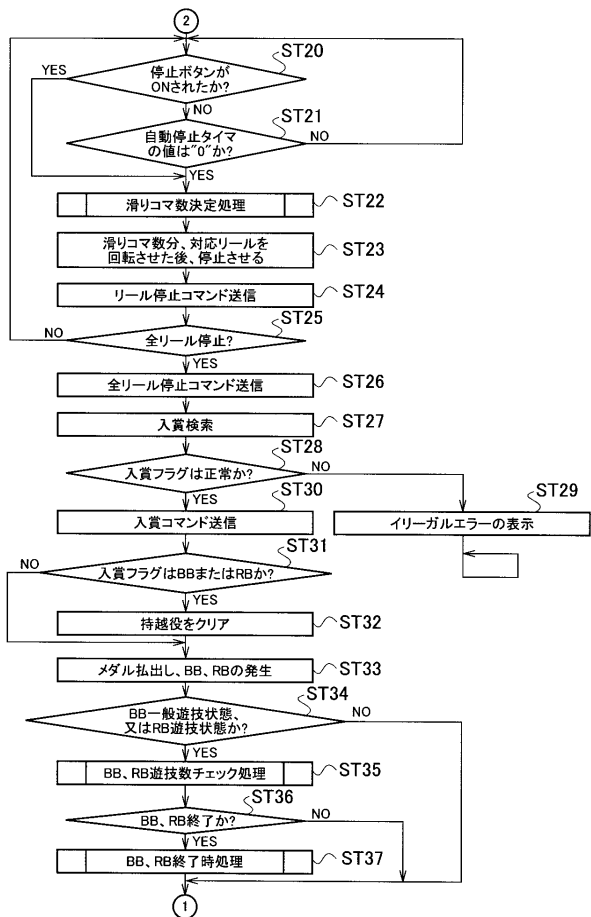 2
ST20
YES
停止ボタンが
ONされたか?
NO
ST21
自動停止タイマ
の値は"0"か?
NO
YES
滑りコマ数決定処理
ST22
滑りコマ数分、対応リールを
回転させた後、停止させる
ST23
リール停止コマンド送信
ST24
ST25
NO
全リール停止?
YES
全リール停止コマンド送信
ST26
入賞検索
ST27
ST28
入賞フラグは正常か?
NO
YES
ST30
ST29
入賞コマンド送信
イリーガルエラーの表示
ST31
NO
入賞フラグはBBまたはRBか?
YES
持越役をクリア
ST32
メダル払出し、BB、RBの発生
ST33
ST34
BB一般遊技状態、
又はRB遊技状態か?
NO
YES
BB、RB遊技数チェック処理
ST35
ST36
BB、RB終了か?
NO
YES
BB、RB終了時処理
ST37
1